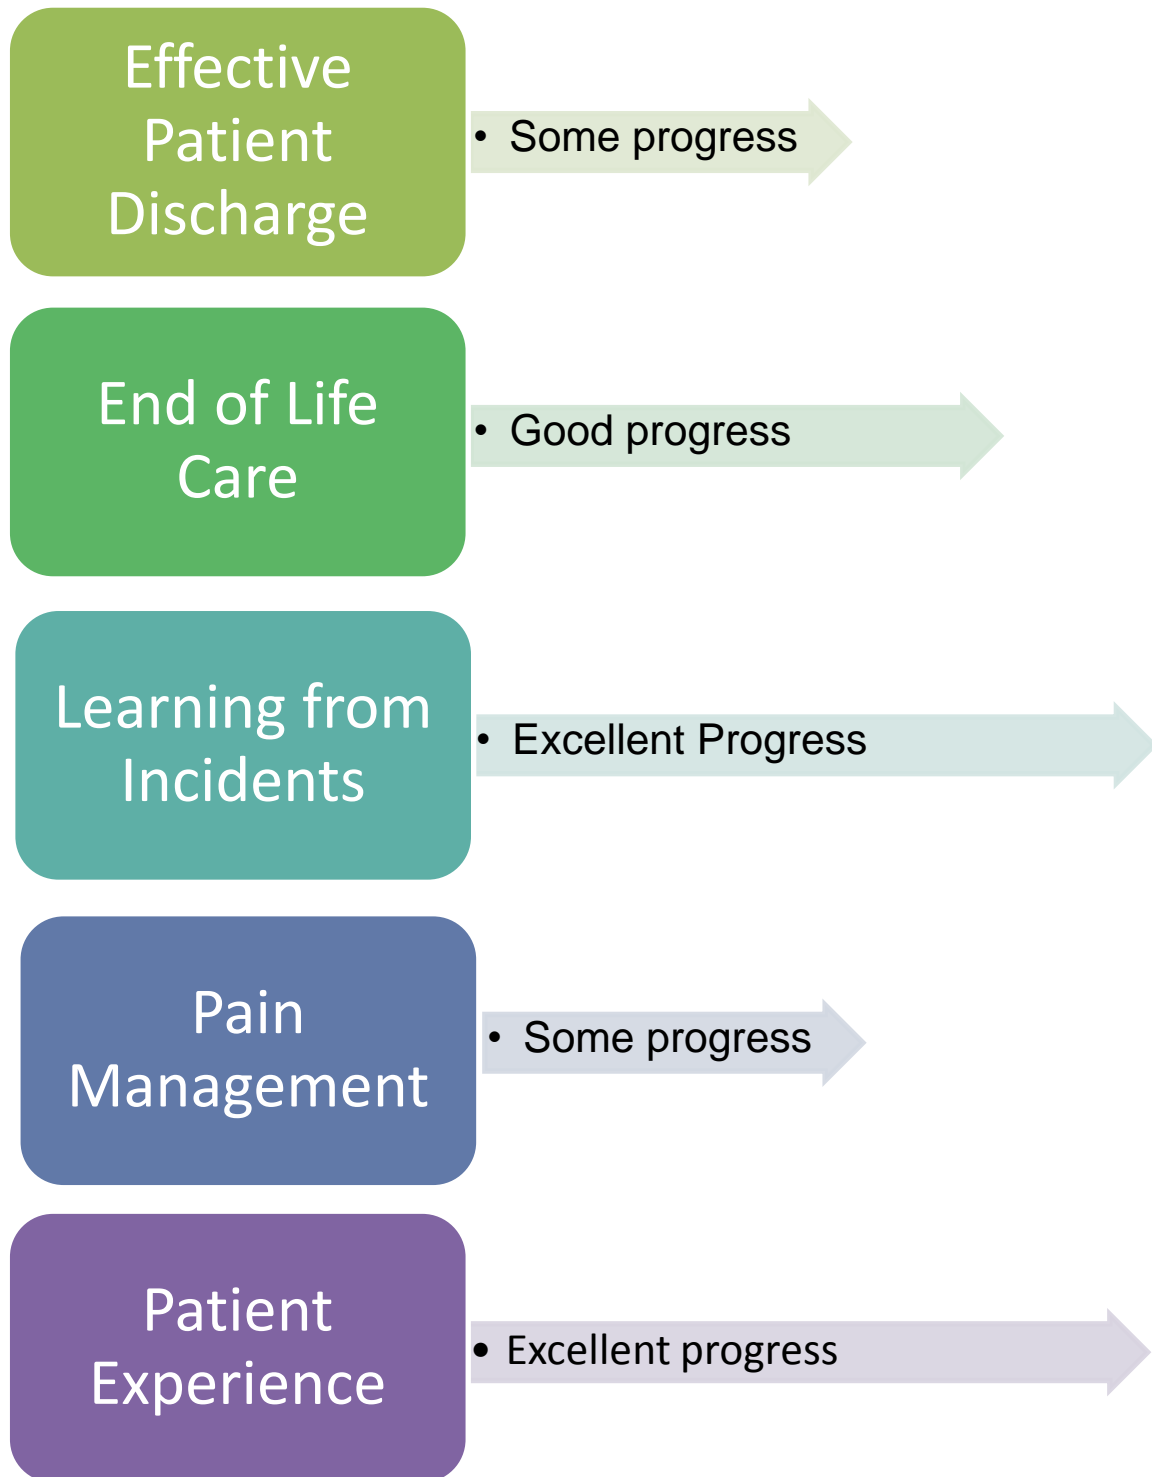 Effective
Patient
Discharge
• Some progress
End of Life
Care
• Good progress
Learning from
Incidents
• Excellent Progress
Pain
Management
• Some progress
Patient
Experience
• Excellent progress